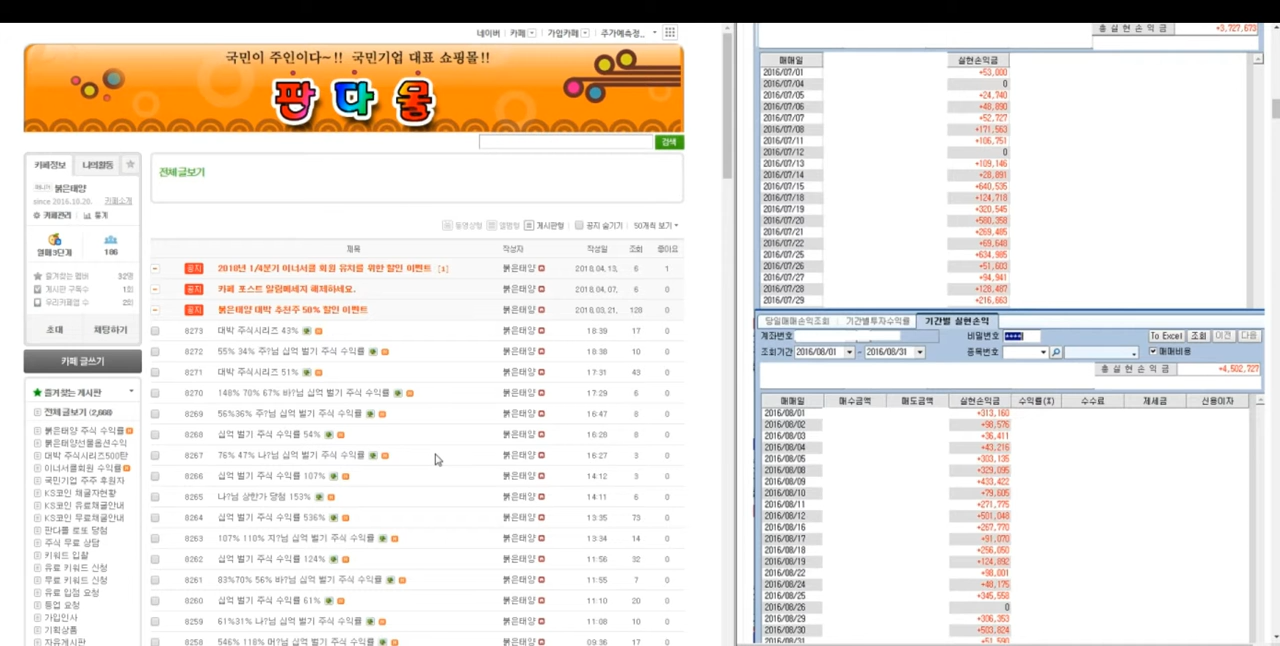 네이버 카페 가입카페 주가예측정..
국민이 주인이다~!! 국민기업 대표 쇼핑몰!!
판다몰
검색
카페정보 나의활동
매니저 붉은태양
since 2016.10.20. 카페소개
카페관리 통계
열매3단계 186
즐겨찾는 멤버 32명
게시판 구독수 1회
우리카페앱 수 2회
초대 채팅하기
카페 글쓰기
즐겨찾는 게시판
전체글보기 (2,668)
붉은태양 주식 수익률
붉은태양선물옵션수익
대박 주식시리즈500탄
이너서클회원 수익률
국민기업 주주 후원자
KS코인 채굴자현황
KS코인 유료채굴안내
KS코인 무료채굴안내
판다몰 로또 당첨
주식 무료 상담
키워드 입찰
유료 키워드 신청
무료 키워드 신청
유료 입점 요청
동업 요청
가입인사
기획상품
자유게시판
전체글보기
동영상형 앨범형 게시판형 공지 숨기기 50개씩 보기
제목 작성자 작성일 조회 좋아요
공지 2018년 1/4분기 이너서클 회원 유치를 위한 할인 이벤트 [1] 붉은태양 2018.04.13. 6 1
공지 카페 포스트 알림메세지 해제하세요. 붉은태양 2018.04.07. 6 0
공지 붉은태양 대박 추천주 50% 할인 이벤트 붉은태양 2018.03.21. 128 0
8273 대박 주식시리즈 43% 붉은태양 18:39 17 0
8272 55% 34% 주?님 십억 벌기 주식 수익률 붉은태양 18:38 10 0
8271 대박 주식시리즈 51% 붉은태양 17:31 43 0
8270 148% 70% 67% 바?님 십억 벌기 주식 수익률 붉은태양 17:29 6 0
8269 56%36% 주?님 십억 벌기 주식 수익률 붉은태양 16:47 8 0
8268 십억 벌기 주식 수익률 54% 붉은태양 16:28 8 0
8267 76% 47% 나?님 십억 벌기 주식 수익률 붉은태양 16:27 3 0
8266 십억 벌기 주식 수익률 107% 붉은태양 14:12 3 0
8265 나?님 상한가 당첨 153% 붉은태양 14:11 6 0
8264 십억 벌기 주식 수익률 536% 붉은태양 13:35 73 0
8263 107% 110% 지?님 십억 벌기 주식 수익률 붉은태양 13:34 14 0
8262 십억 벌기 주식 수익률 124% 붉은태양 11:56 32 0
8261 83%70% 56% 바?님 십억 벌기 주식 수익률 붉은태양 11:55 7 0
8260 십억 벌기 주식 수익률 61% 붉은태양 11:10 20 0
8259 61%31% 나?님 십억 벌기 주식 수익률 붉은태양 11:08 10 0
8258 546% 118% 머?님 십억 벌기 주식 수익률 붉은태양 09:36 17 0
총 실 현 손 익 금 +3,727,673
매매일 실현손익금
2016/07/01 +53,000
2016/07/04 0
2016/07/05 +24,740
2016/07/06 +48,890
2016/07/07 +52,727
2016/07/08 +171,563
2016/07/11 +106,751
2016/07/12 0
2016/07/13 +109,146
2016/07/14 +28,891
2016/07/15 +640,535
2016/07/18 +124,718
2016/07/19 +320,545
2016/07/20 +580,358
2016/07/21 +269,485
2016/07/22 +69,648
2016/07/25 +634,985
2016/07/26 +51,603
2016/07/27 +94,941
2016/07/28 +128,487
2016/07/29 +216,663
당일매매손익조회 기간별투자수익률 기간별 실현손익
계좌번호 비밀번호 **** To Excel 조회 이전 다음
조회기간 2016/08/01 ~ 2016/08/31 종목번호 매매비용
총 실 현 손 익 금 +4,502,727
매매일 매수금액 매도금액 실현손익금 수익률(%) 수수료 제세금 신용이자
2016/08/01 +313,160
2016/08/02 +98,576
2016/08/03 +36,411
2016/08/04 +43,216
2016/08/05 +303,135
2016/08/08 +329,095
2016/08/09 +433,422
2016/08/10 +79,605
2016/08/11 +271,775
2016/08/12 +501,048
2016/08/16 +267,770
2016/08/17 +91,070
2016/08/18 +256,050
2016/08/19 +124,892
2016/08/22 +98,001
2016/08/24 +48,175
2016/08/25 +345,558
2016/08/26 0
2016/08/29 +306,353
2016/08/30 +503,824
2016/08/31 +51,590